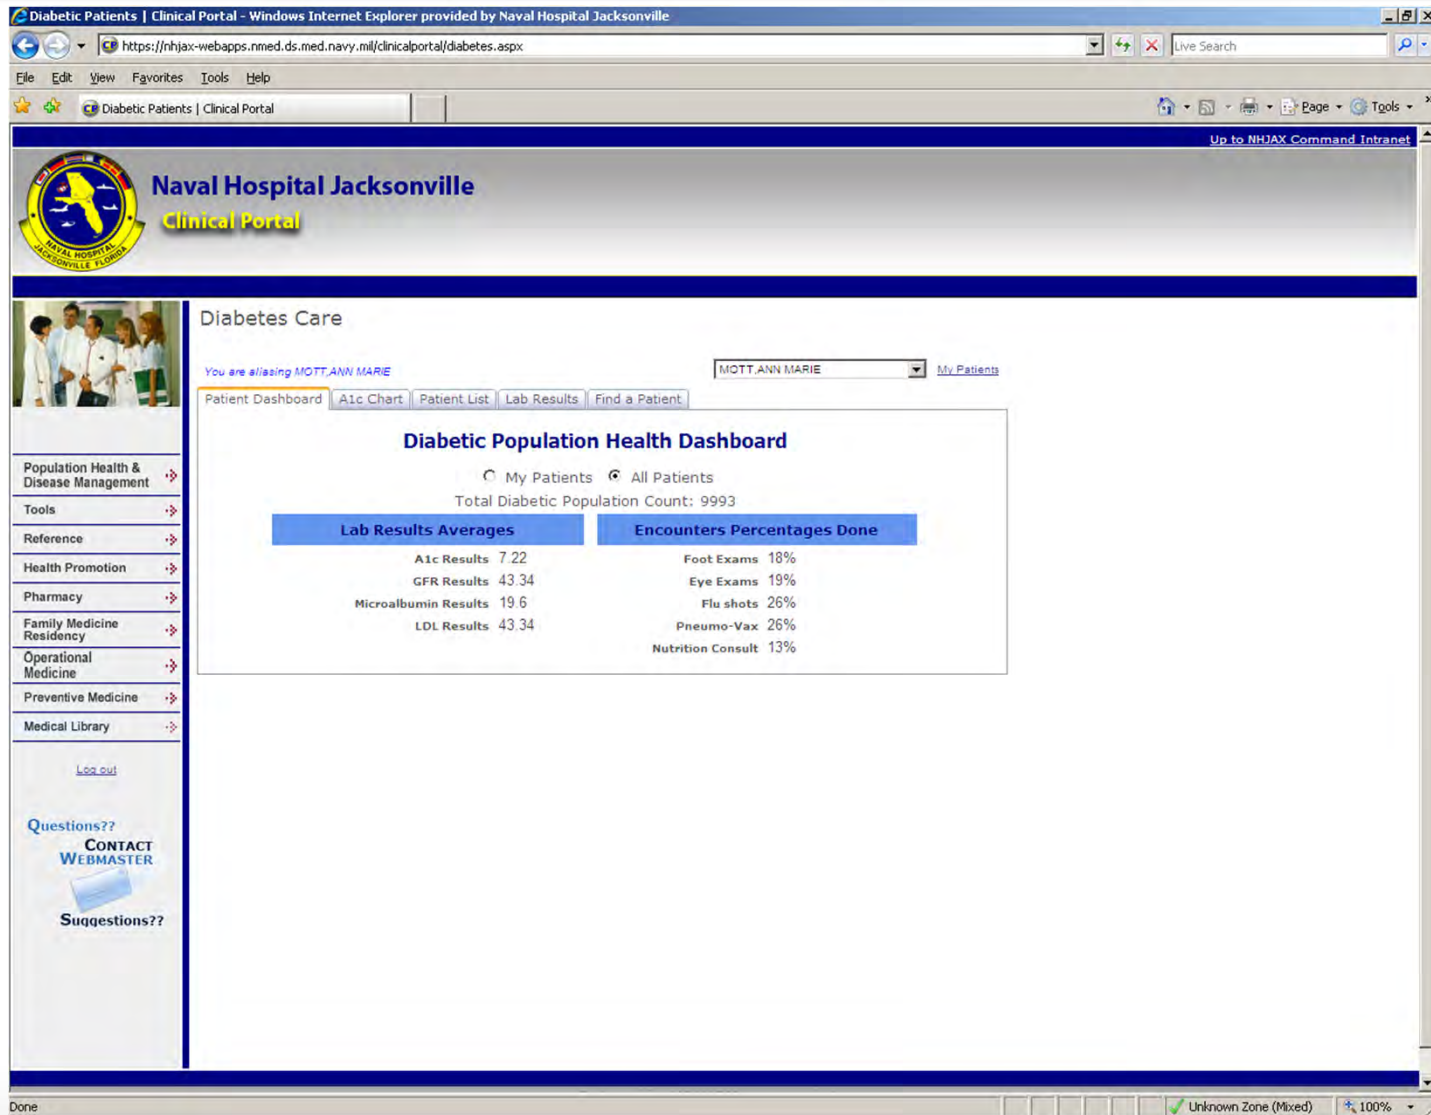 Diabetic Patients | Clinical Portal - Windows Internet Explorer provided by Naval Hospital Jacksonville
https://nhjax-webapps.nmed.ds.med.navy.mil/clinicalportal/diabetes.aspx
Live Search
File Edit View Favorites Tools Help
Diabetic Patients | Clinical Portal
Page Tools
Up to NHJAX Command Intranet
Naval Hospital Jacksonville
Clinical Portal
NAVAL HOSPITAL
JACKSONVILLE FLORIDA
Diabetes Care
You are aliasing MOTT,ANN MARIE
MOTT,ANN MARIE
My Patients
Patient Dashboard A1c Chart Patient List Lab Results Find a Patient
Diabetic Population Health Dashboard
My Patients All Patients
Total Diabetic Population Count: 9993
Lab Results Averages Encounters Percentages Done
A1c Results 7.22 Foot Exams 18%
GFR Results 43.34 Eye Exams 19%
Microalbumin Results 19.6 Flu shots 26%
LDL Results 43.34 Pneumo-Vax 26%
Nutrition Consult 13%
Population Health &
Disease Management
Tools
Reference
Health Promotion
Pharmacy
Family Medicine
Residency
Operational
Medicine
Preventive Medicine
Medical Library
Log out
Questions??
CONTACT
WEBMASTER
Suggestions??
Done
Unknown Zone (Mixed)
100%